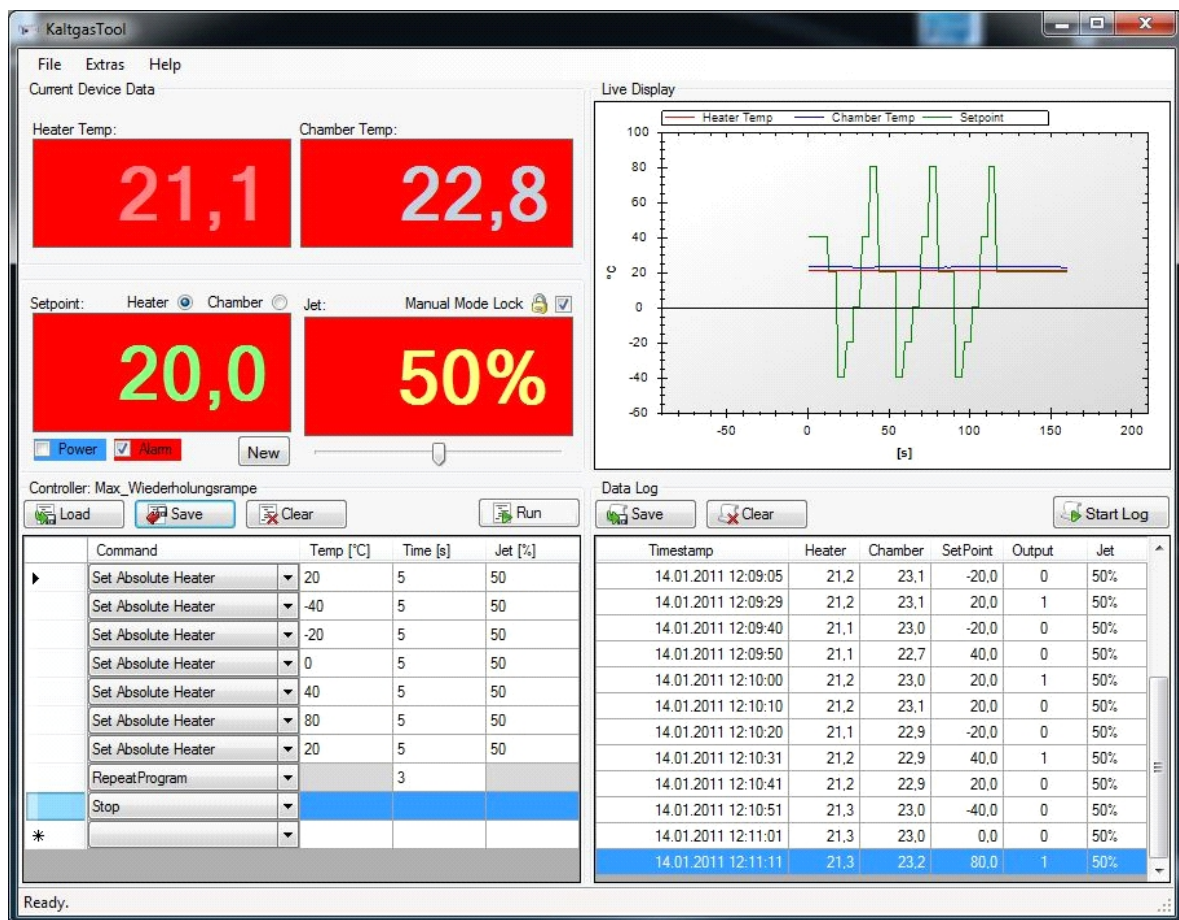 KaltgasTool
File Extras Help
Current Device Data
Heater Temp: Chamber Temp:
21,1 22,8
Setpoint: Heater Chamber Jet: Manual Mode Lock
20,0 50%
Power Alarm New
Live Display
Heater Temp Chamber Temp Setpoint
100
80
60
40
20
0
-20
-40
-60
°C
-50 0 50 100 150 200
[s]
Controller: Max_Wiederholungsrampe
Load Save Clear Run
Command Temp [°C] Time [s] Jet [%]
Set Absolute Heater 20 5 50
Set Absolute Heater -40 5 50
Set Absolute Heater -20 5 50
Set Absolute Heater 0 5 50
Set Absolute Heater 40 5 50
Set Absolute Heater 80 5 50
Set Absolute Heater 20 5 50
RepeatProgram 3
Stop
Data Log
Save Clear Start Log
Timestamp Heater Chamber SetPoint Output Jet
14.01.2011 12:09:05 21,2 23,1 -20,0 0 50%
14.01.2011 12:09:29 21,2 23,1 20,0 1 50%
14.01.2011 12:09:40 21,1 23,0 -20,0 0 50%
14.01.2011 12:09:50 21,1 22,7 40,0 0 50%
14.01.2011 12:10:00 21,2 23,0 20,0 1 50%
14.01.2011 12:10:10 21,2 23,1 20,0 0 50%
14.01.2011 12:10:20 21,1 22,9 -20,0 0 50%
14.01.2011 12:10:31 21,2 22,9 40,0 1 50%
14.01.2011 12:10:41 21,2 22,9 20,0 0 50%
14.01.2011 12:10:51 21,3 23,0 -40,0 0 50%
14.01.2011 12:11:01 21,3 23,0 0,0 0 50%
14.01.2011 12:11:11 21,3 23,2 80,0 1 50%
Ready.